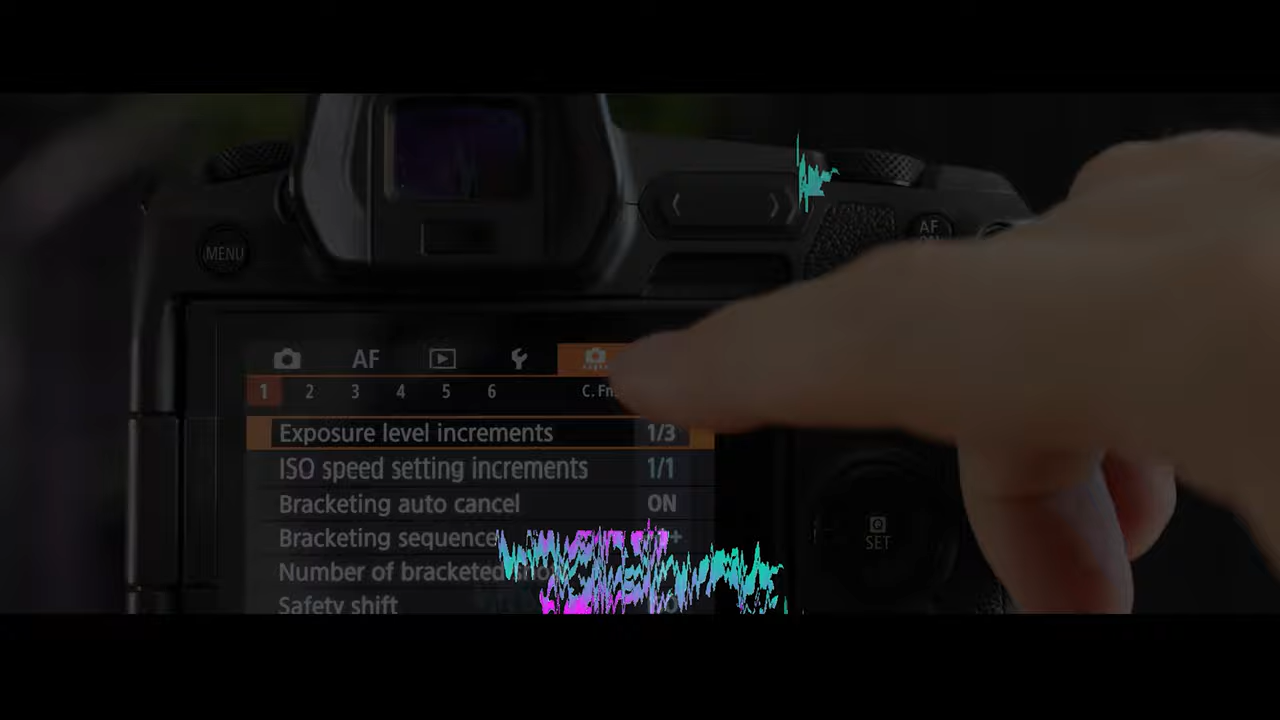 MENU
AF
AF
1 2 3 4 5 6 C.Fn
Exposure level increments 1/3
ISO speed setting increments 1/1
Bracketing auto cancel ON
Bracketing sequence
Number of bracketed
Safety shift
Q
SET